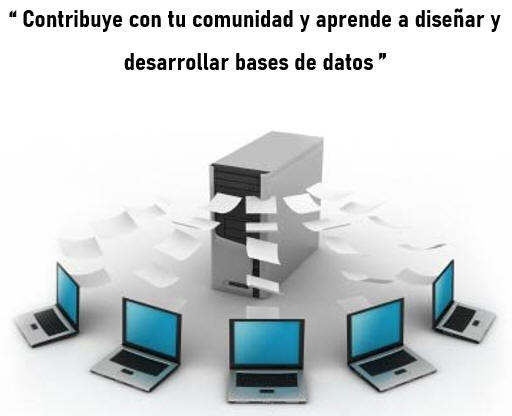 “ Contribuye con tu comunidad y aprende a diseñar y
desarrollar bases de datos ”